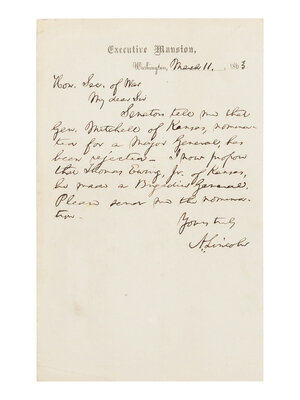 Executive Mansion,
Washington, March 11. , 1863
Hon. Sec. of War
My dear Sir
Senators tell me that
Gen. Mitchell of Kansas, nomina-
tion for a Major General, has
been rejected— I now propose
that Thomas Ewing, Jr. of Kansas,
be made a Brigadier General.
Please send me the nomina-
tion.
Yours truly
A. Lincoln